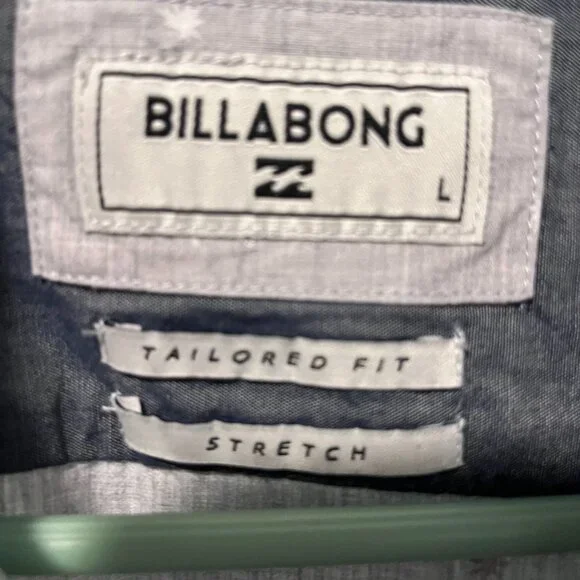 BILLABONG
L
TAILORED FIT
STRETCH